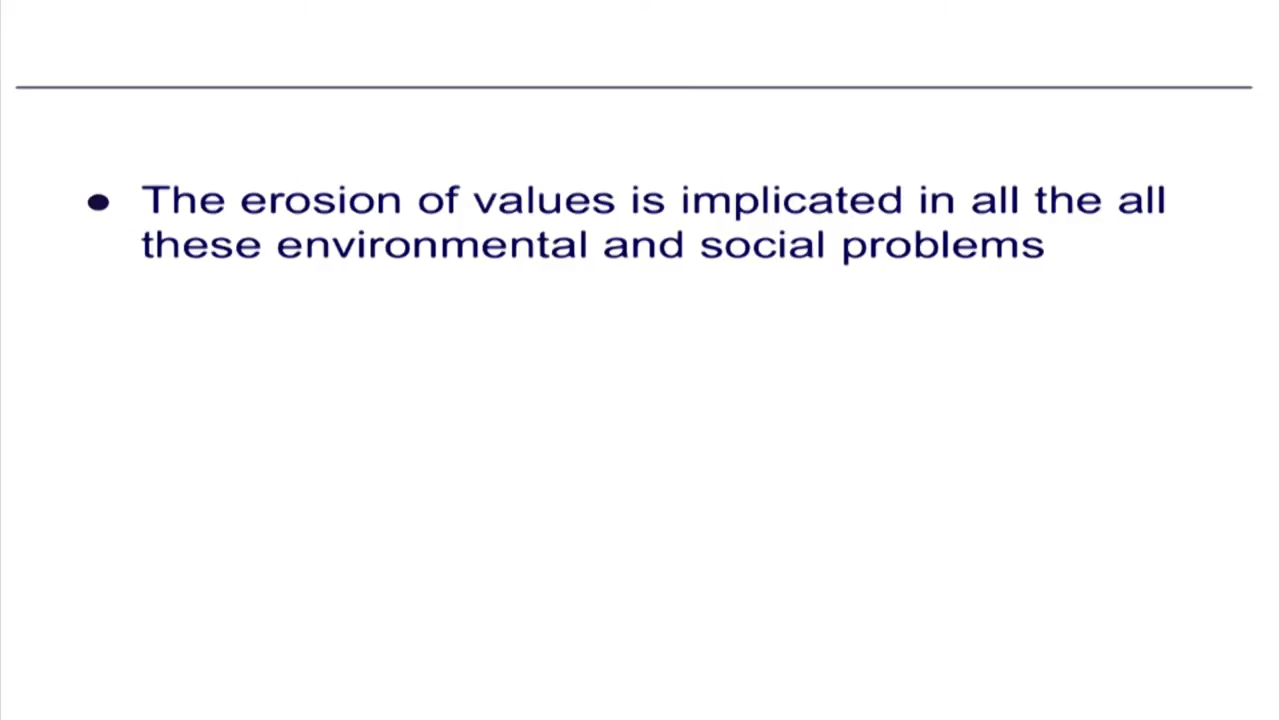 ● The erosion of values is implicated in all the all
these environmental and social problems